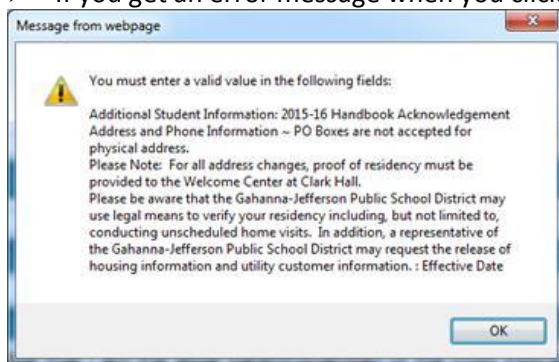 If you get an error message when you click
Message from webpage
You must enter a valid value in the following fields:
Additional Student Information: 2015-16 Handbook Acknowledgement
Address and Phone Information ~ PO Boxes are not accepted for
physical address.
Please Note:  For all address changes, proof of residency must be
provided to the Welcome Center at Clark Hall.
Please be aware that the Gahanna-Jefferson Public School District may
use legal means to verify your residency including, but not limited to,
conducting unscheduled home visits.  In addition, a representative of
the Gahanna-Jefferson Public School District may request the release of
housing information and utility customer information. : Effective Date
OK